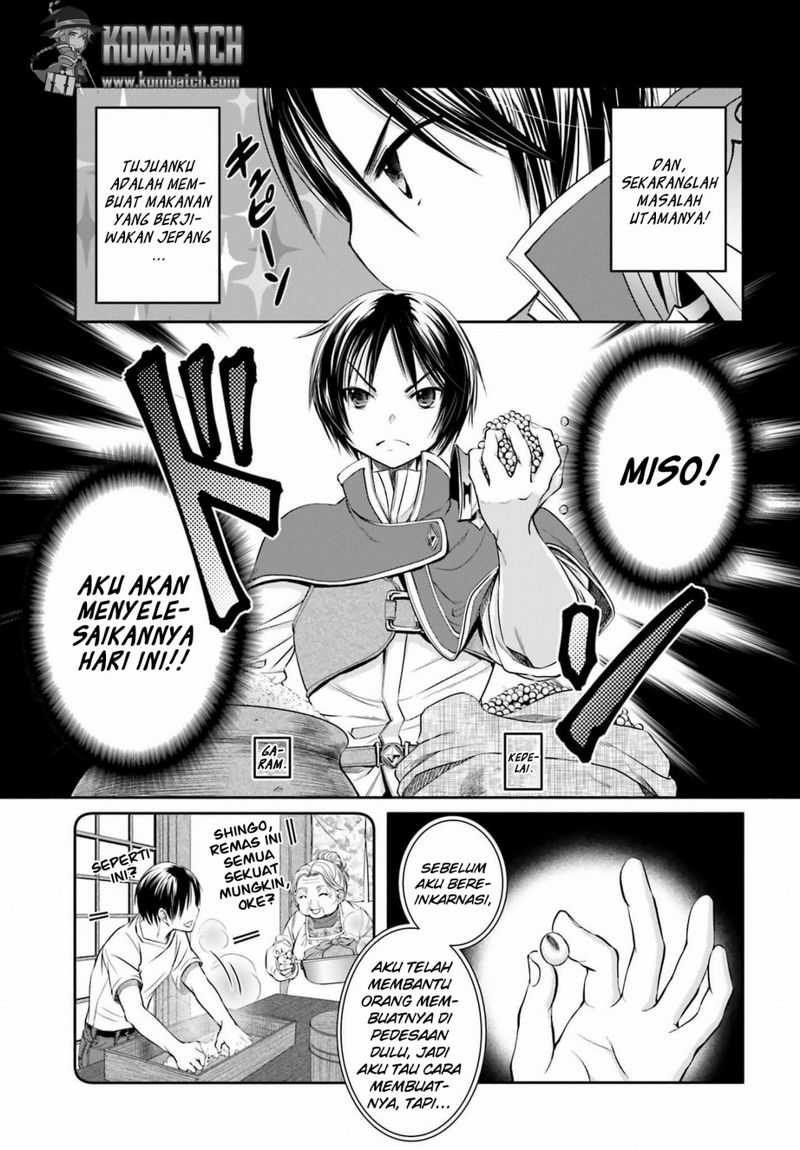 KOMBATCH
www.kombatch.com
DAN,
SEKARANGLAH
MASALAH
UTAMANYA!
TUJUANKU
ADALAH MEM-
BUAT MAKANAN
YANG BERJI-
WAKAN JEPANG
...
キュピーン
MISO!
ドン
AKU AKAN
MENYELE-
SAIKANNYA
HARI INI!!
KEDE-
LAI.
GA-
RAM.
SEBELUM
AKU BERE-
INKARNASI,
AKU TELAH
MEMBANTU
ORANG MEM-
BUATNYA DI
PEDESAAN
DULU, JADI
AKU TAU CARA
MEMBUAT-
NYA, TAPI...
SHINGO,
REMAS INI
SEMUA
SEKUAT
MUNGKIN,
OKE?
SEPERTI
INI?